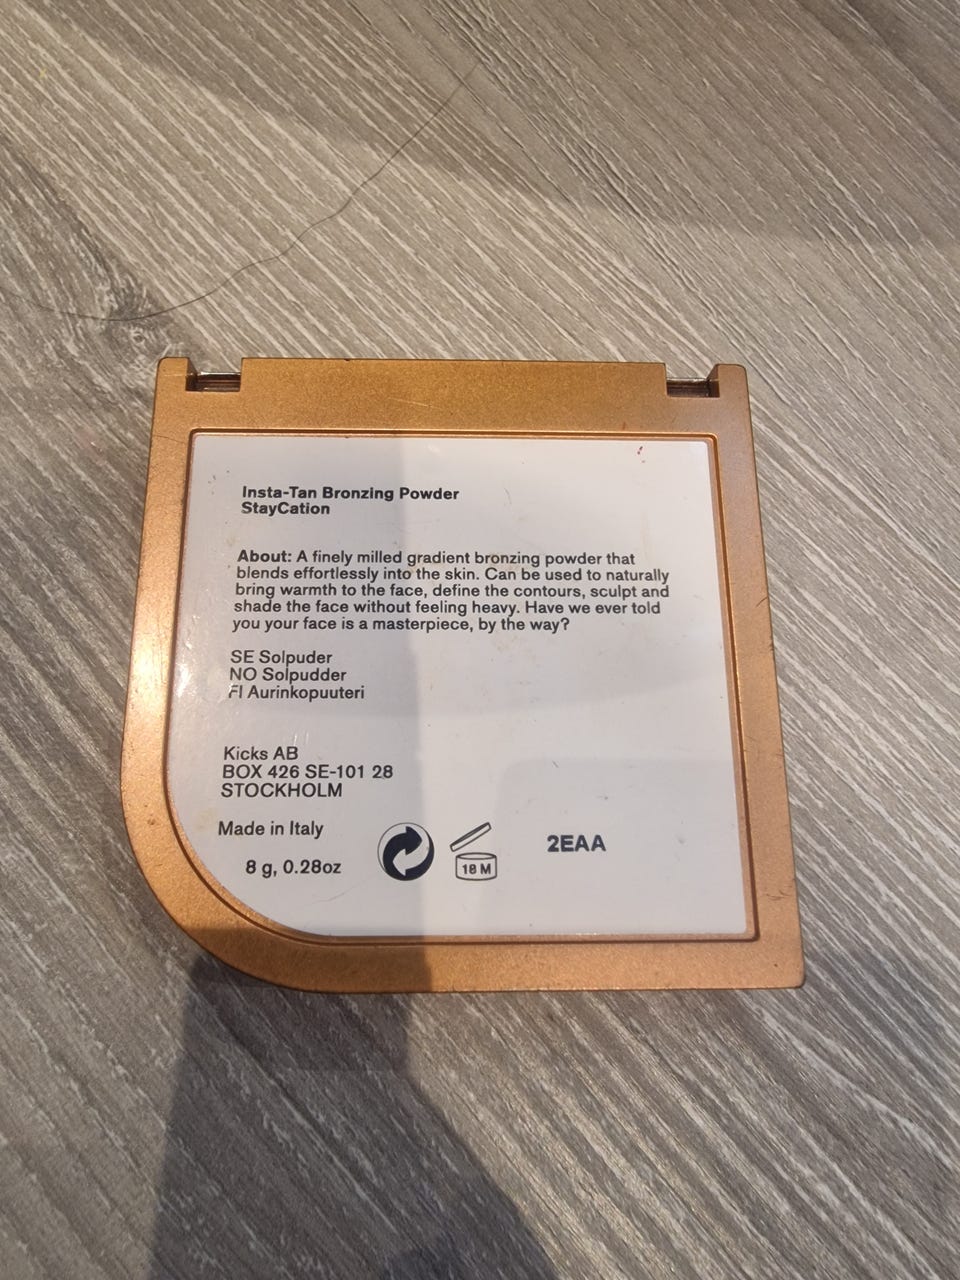 Insta-Tan Bronzing Powder
StayCation
About: A finely milled gradient bronzing powder that
blends effortlessly into the skin. Can be used to naturally
bring warmth to the face, define the contours, sculpt and
shade the face without feeling heavy. Have we ever told
you your face is a masterpiece, by the way?
SE Solpuder
NO Solpudder
FI Aurinkopuuteri
Kicks AB
BOX 426 SE-101 28
STOCKHOLM
Made in Italy
8 g, 0.28oz
18 M
2EAA